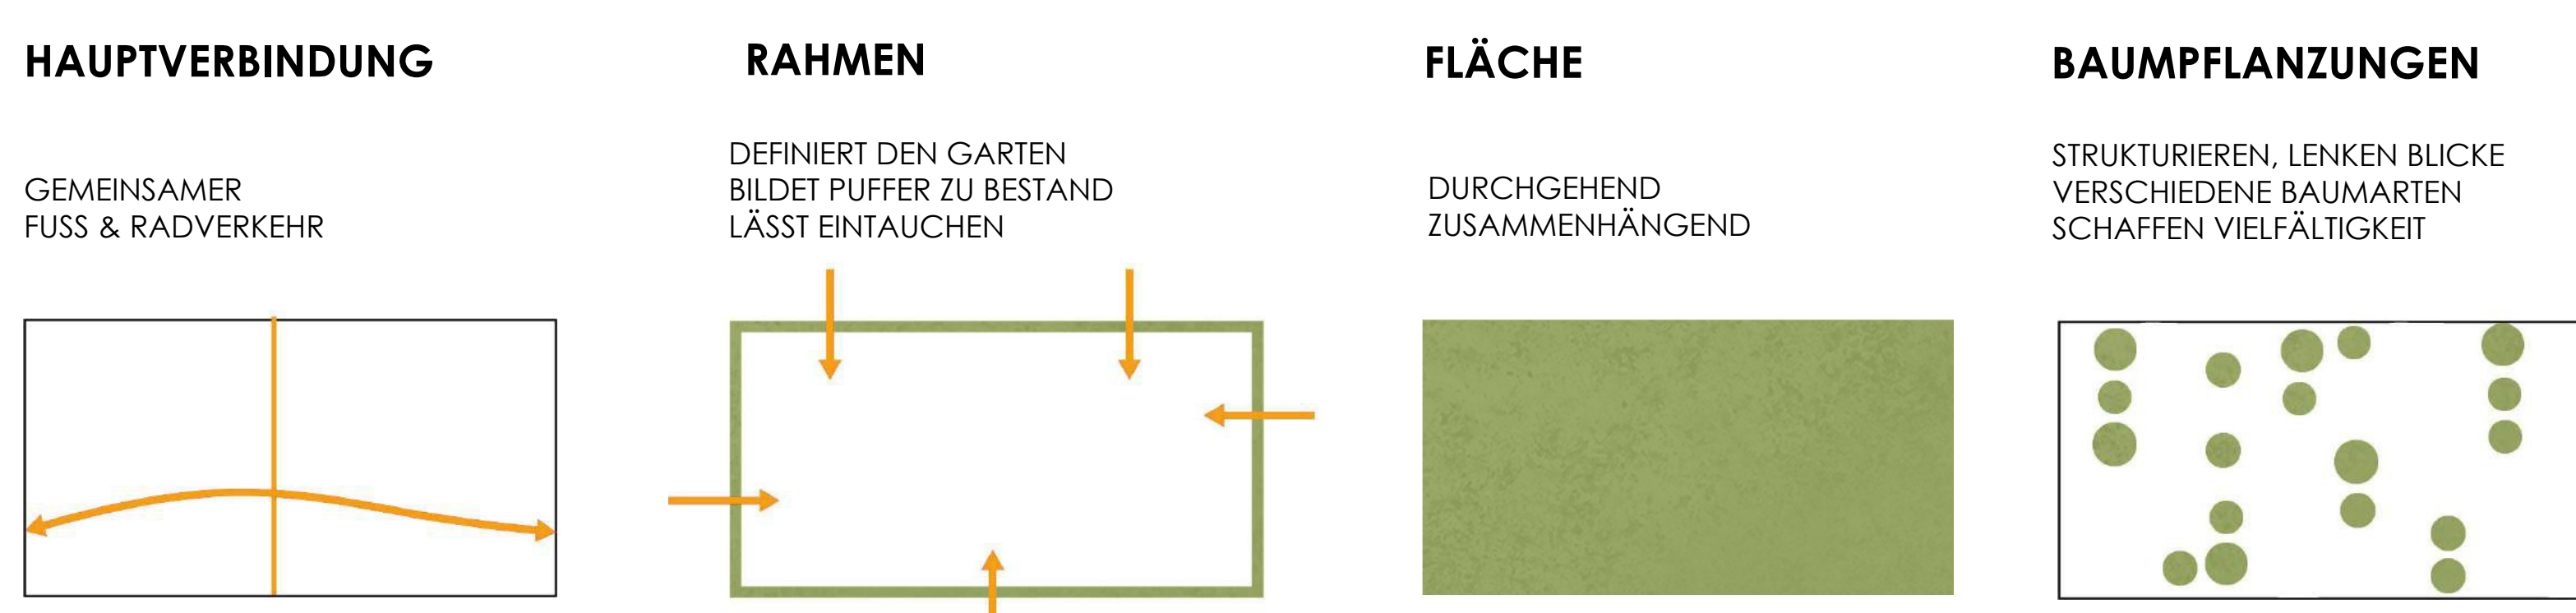 HAUPTVERBINDUNG
GEMEINSAMER
FUSS & RADVERKEHR
RAHMEN
DEFINIERT DEN GARTEN
BILDET PUFFER ZU BESTAND
LÄSST EINTAUCHEN
FLÄCHE
DURCHGEHEND
ZUSAMMENHÄNGEND
BAUMPFLANZUNGEN
STRUKTURIEREN, LENKEN BLICKE
VERSCHIEDENE BAUMARTEN
SCHAFFEN VIELFÄLTIGKEIT